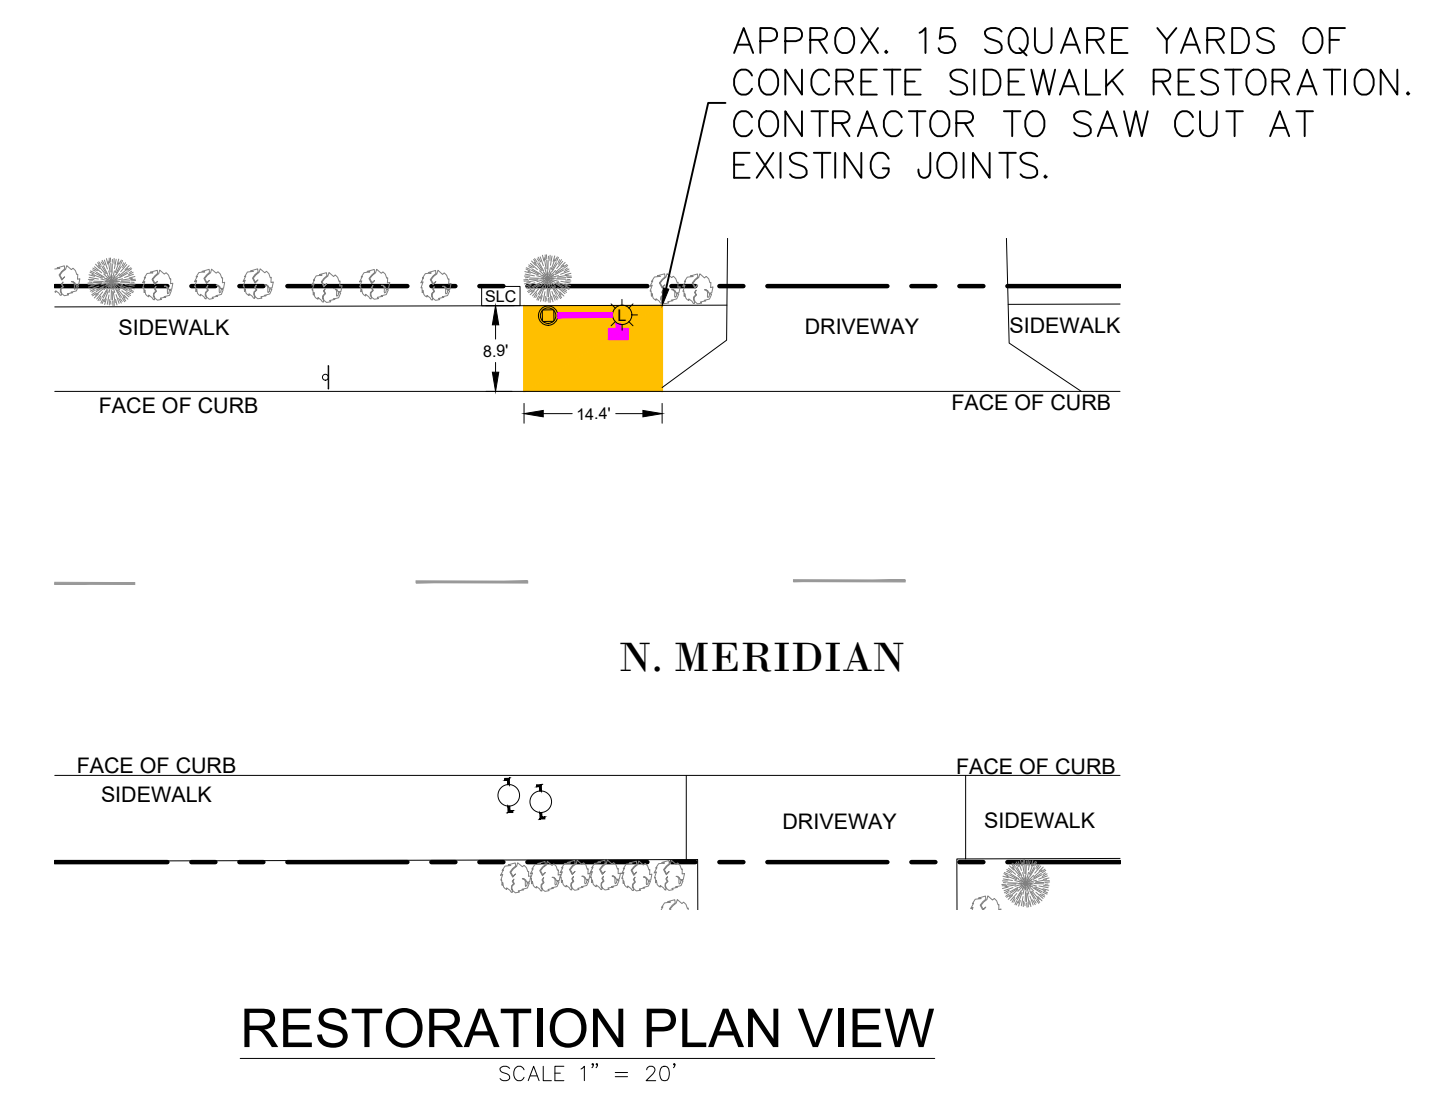 APPROX. 15 SQUARE YARDS OF
CONCRETE SIDEWALK RESTORATION.
CONTRACTOR TO SAW CUT AT
EXISTING JOINTS.
SLC
L
SIDEWALK
DRIVEWAY
SIDEWALK
8.9'
FACE OF CURB
14.4'
FACE OF CURB
N. MERIDIAN
FACE OF CURB
FACE OF CURB
SIDEWALK
DRIVEWAY
SIDEWALK
RESTORATION PLAN VIEW
SCALE 1" = 20'